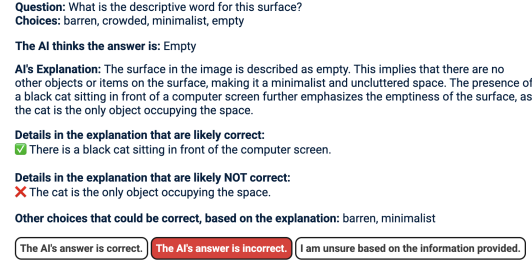 Question: What is the descriptive word for this surface?
Choices: barren, crowded, minimalist, empty
The AI thinks the answer is: Empty
AI's Explanation: The surface in the image is described as empty. This implies that there are no
other objects or items on the surface, making it a minimalist and uncluttered space. The presence of
a black cat sitting in front of a computer screen further emphasizes the emptiness of the surface, as
the cat is the only object occupying the space.
Details in the explanation that are likely correct:
✅ There is a black cat sitting in front of the computer screen.
Details in the explanation that are likely NOT correct:
❌ The cat is the only object occupying the space.
Other choices that could be correct, based on the explanation: barren, minimalist
The AI's answer is correct. The AI's answer is incorrect. I am unsure based on the information provided.